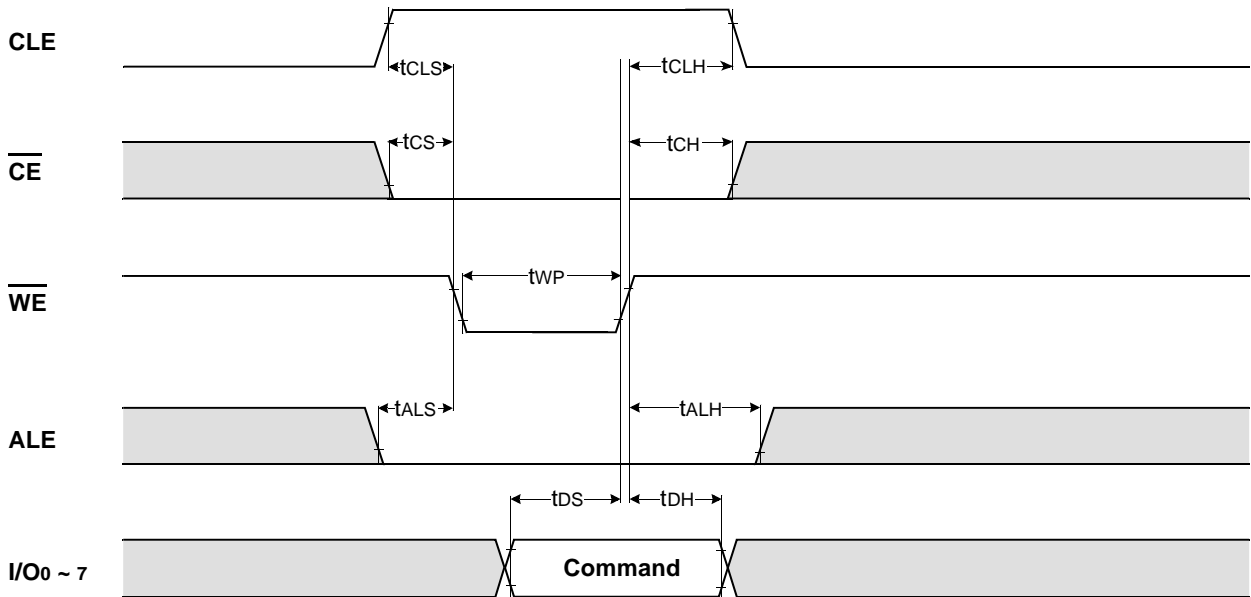 CLE
tCLS
tCLH
CE
tCS
tCH
WE
tWP
ALE
tALS
tALH
tDS
tDH
I/O0 ~ 7
Command